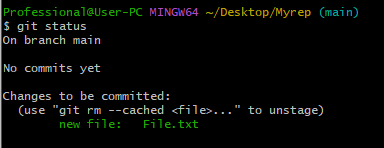 Professional@User-PC MINGW64 ~/Desktop/Myrep (main)
$ git status
On branch main
No commits yet
Changes to be committed:
(use "git rm --cached <file>..." to unstage)
new file: File.txt